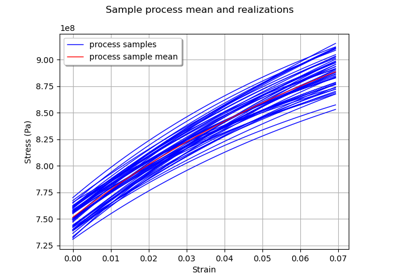 Sample process mean and realizations
1e8
process samples
process sample mean
9.00
8.75
8.50
8.25
8.00
7.75
7.50
7.25
Stress (Pa)
0.00 0.01 0.02 0.03 0.04 0.05 0.06 0.07
Strain